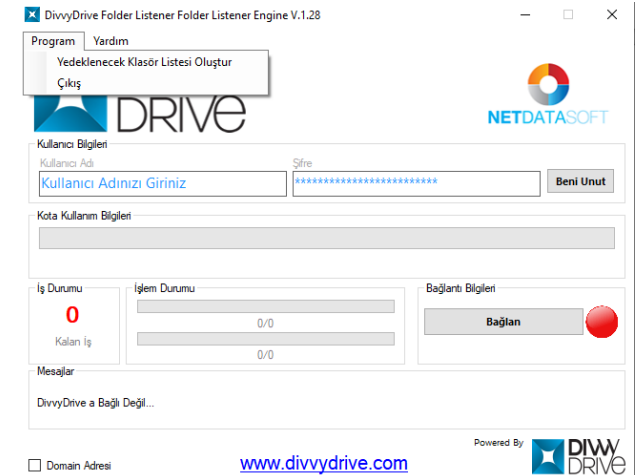 DivvyDrive Folder Listener Folder Listener Engine V.1.28
Program Yardım
Yedeklenecek Klasör Listesi Oluştur
Çıkış
DRIVE
NETDATASOFT
Kullanıcı Bilgileri
Kullanıcı Adı Şifre
Kullanıcı Adınızı Giriniz ************************* Beni Unut
Kota Kullanım Bilgileri
İş Durumu İşlem Durumu Bağlantı Bilgileri
0 0/0 Bağlan
Kalan İş 0/0
Mesajlar
DivvyDrive a Bağlı Değil...
Powered By
Domain Adresi www.divvydrive.com DIVVY
DRIVE